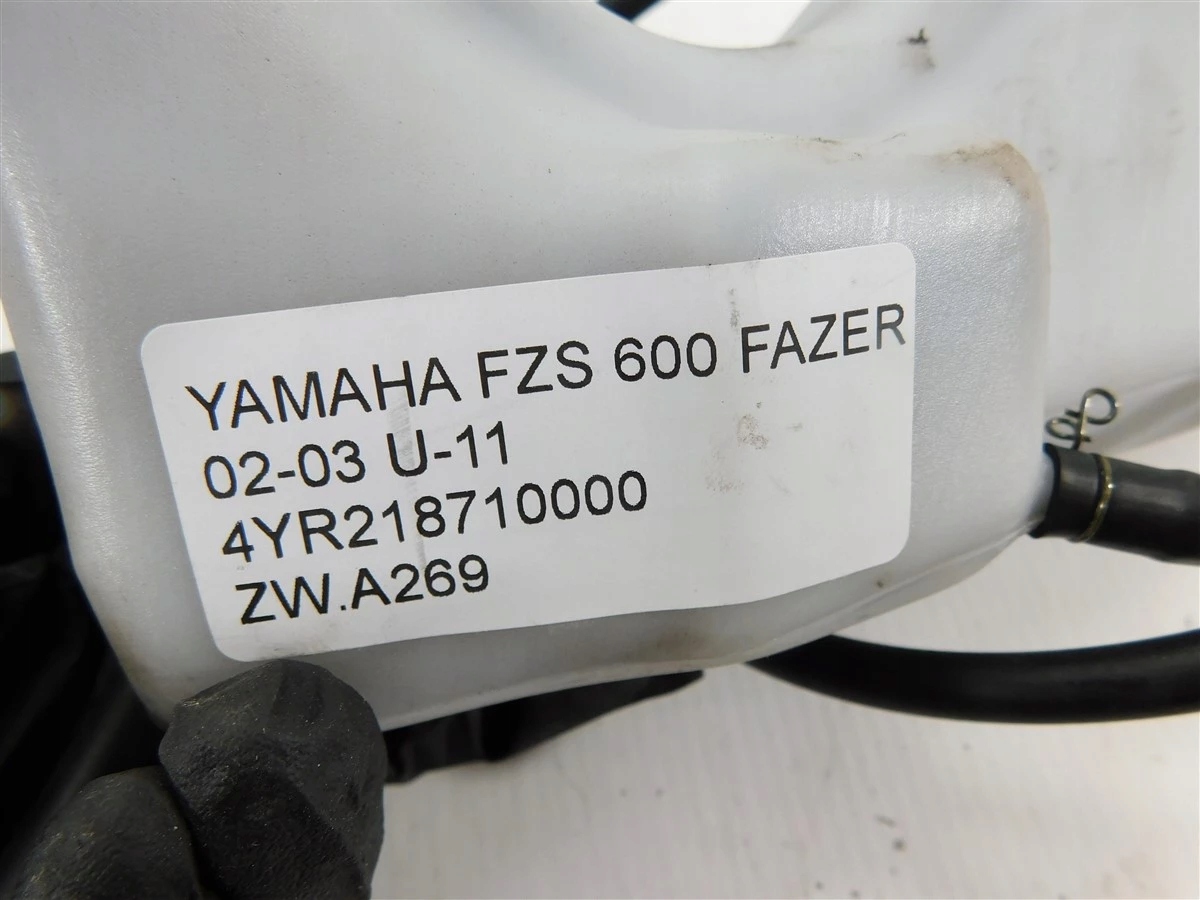 YAMAHA FZS 600 FAZER
02-03 U-11
4YR218710000
ZW.A269